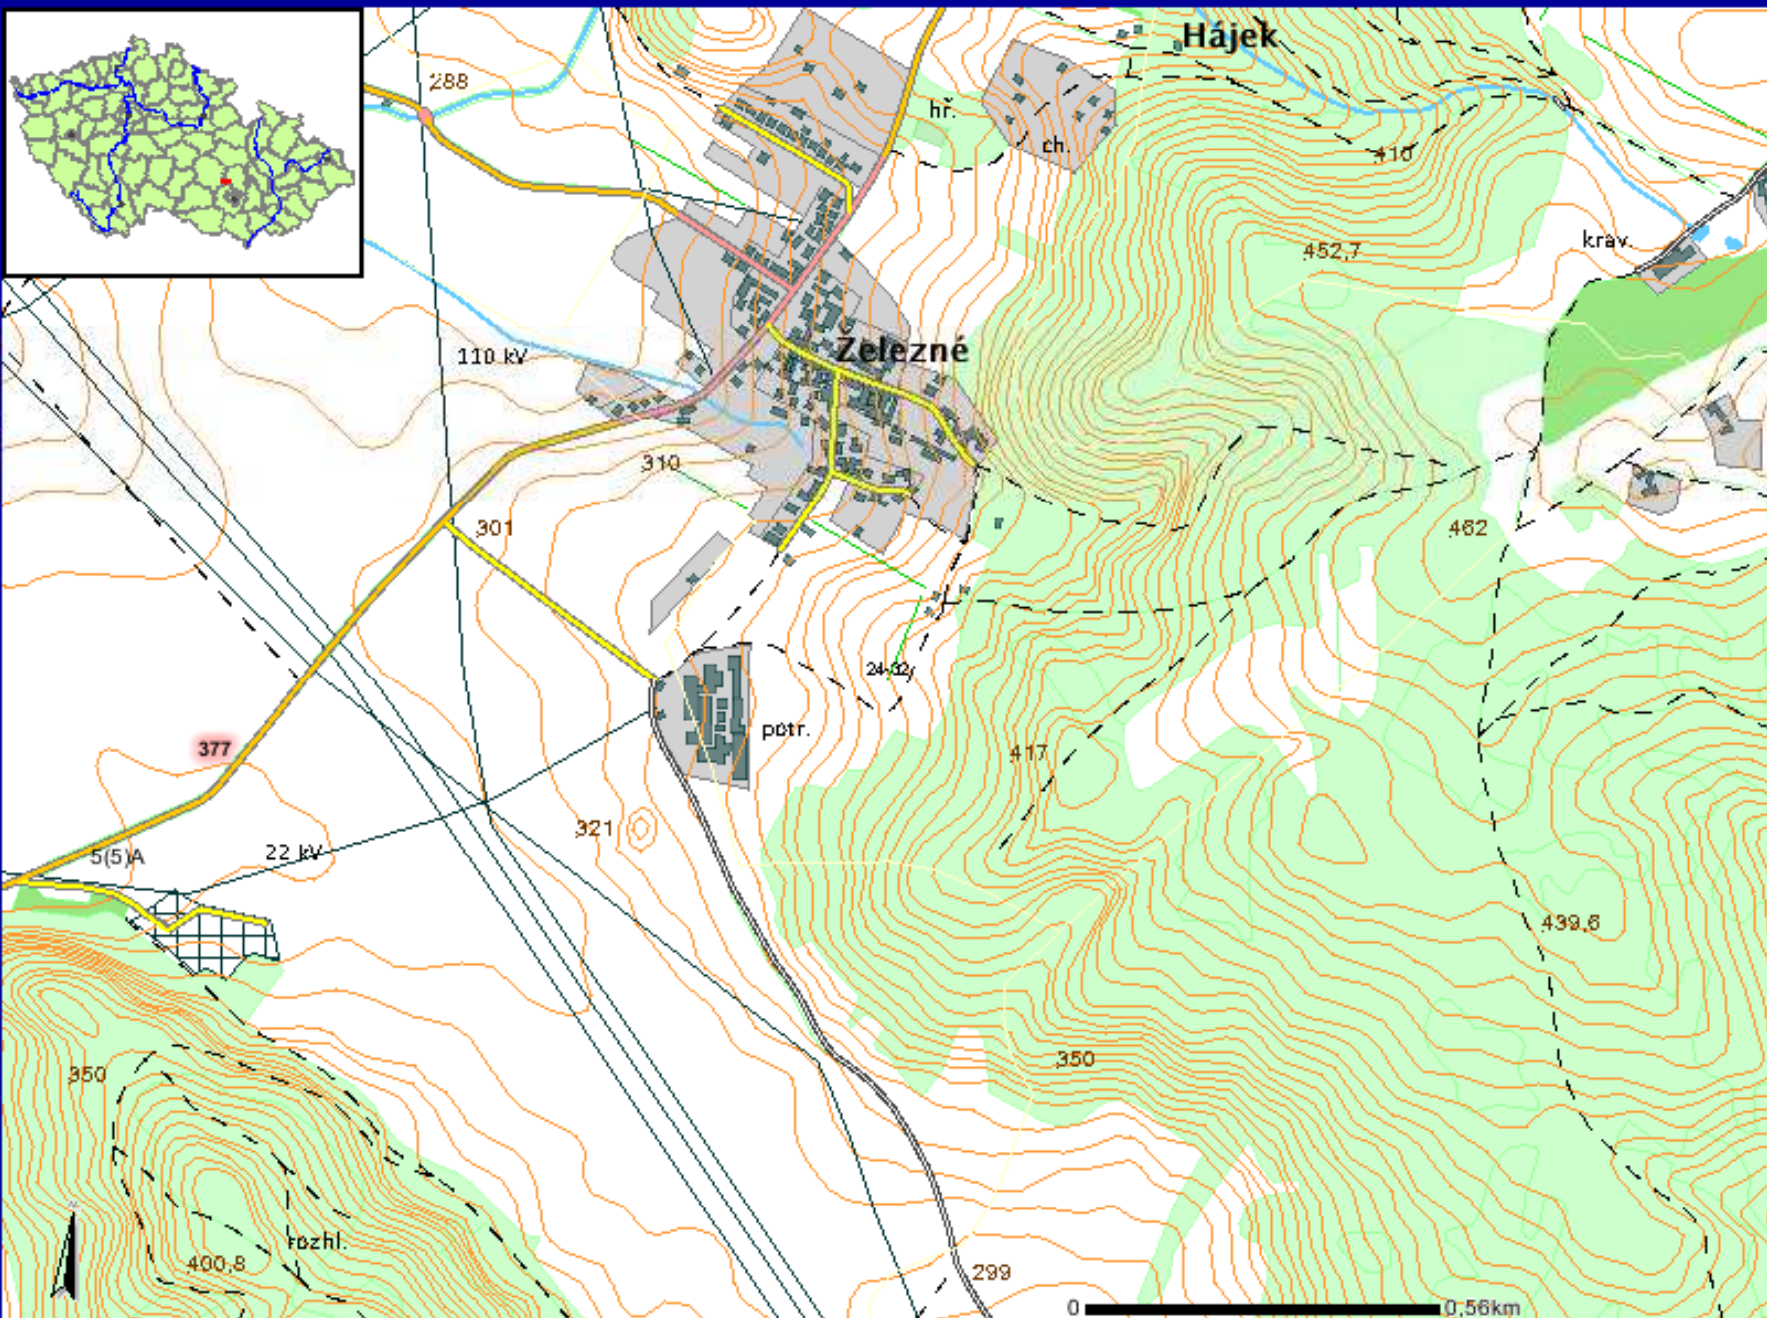 Hájek
288
hř.
ch.
410
krav.
452,7
Železné
110 kV
310
301
462
24-32
377
potr.
417
321
5(5)A
22 kV
439,6
350
350
rozhl.
400,8
299
0
0,56km